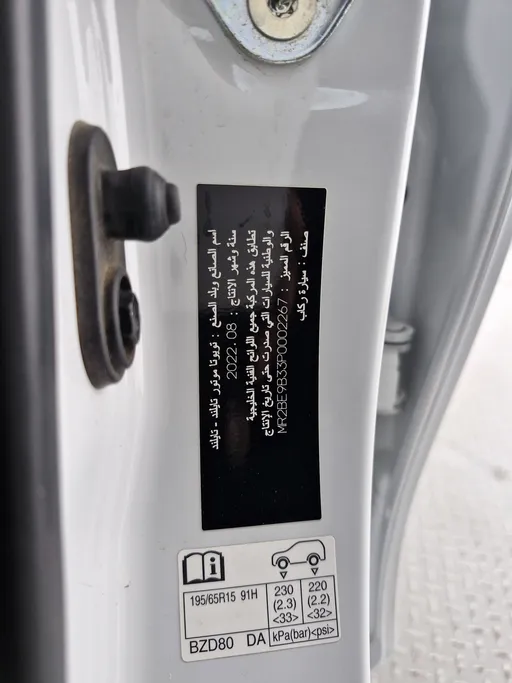 اسم الصانع وبلد الصنع : تويوتا موتور تايلند - تايلند
سنة وشهر الانتاج : 2022.08
تطابق هذه المركبة جميع اللوائح الفنية الخليجية
والوطنية للسيارات التي صدرت حتى تاريخ الإنتاج
الرقم المميز : MR2BE9B33P0002267
صنف : سيارة ركاب
195/65R15 91H
230
(2.3)
<33>
220
(2.2)
<32>
BZD80 DA
kPa(bar)<psi>